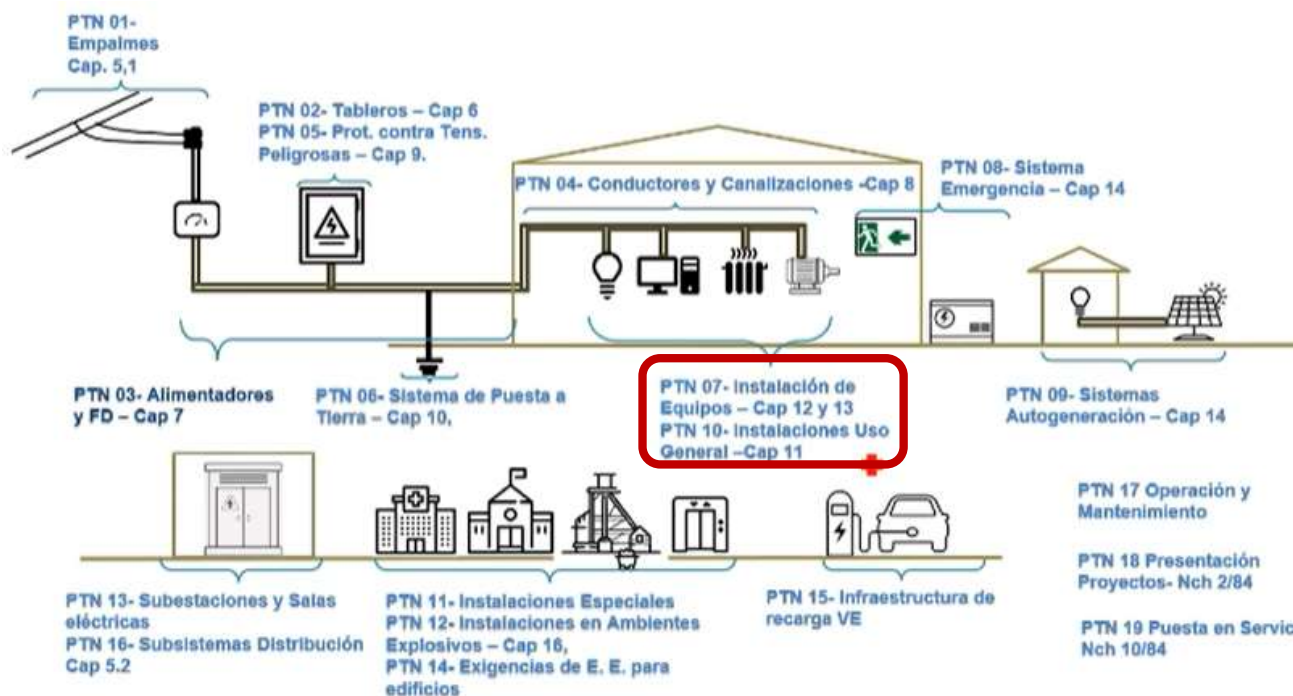 PTN 01-
Empalmes
Cap. 5,1
PTN 02- Tableros – Cap 6
PTN 05- Prot. contra Tens.
Peligrosas – Cap 9.
PTN 04- Conductores y Canalizaciones -Cap 8
PTN 08- Sistema
Emergencia – Cap 14
PTN 03- Alimentadores
y FD – Cap 7
PTN 06- Sistema de Puesta a
Tierra – Cap 10,
PTN 07- Instalación de
Equipos – Cap 12 y 13
PTN 10- Instalaciones Uso
General –Cap 11
PTN 09- Sistemas
Autogeneración – Cap 14
PTN 13- Subestaciones y Salas
eléctricas
PTN 16- Subsistemas Distribución
Cap 5.2
PTN 11- Instalaciones Especiales
PTN 12- Instalaciones en Ambientes
Explosivos – Cap 16,
PTN 14- Exigencias de E. E. para
edificios
PTN 15- Infraestructura de
recarga VE
PTN 17 Operación y
Mantenimiento
PTN 18 Presentación
Proyectos- Nch 2/84
PTN 19 Puesta en Servic
Nch 10/84